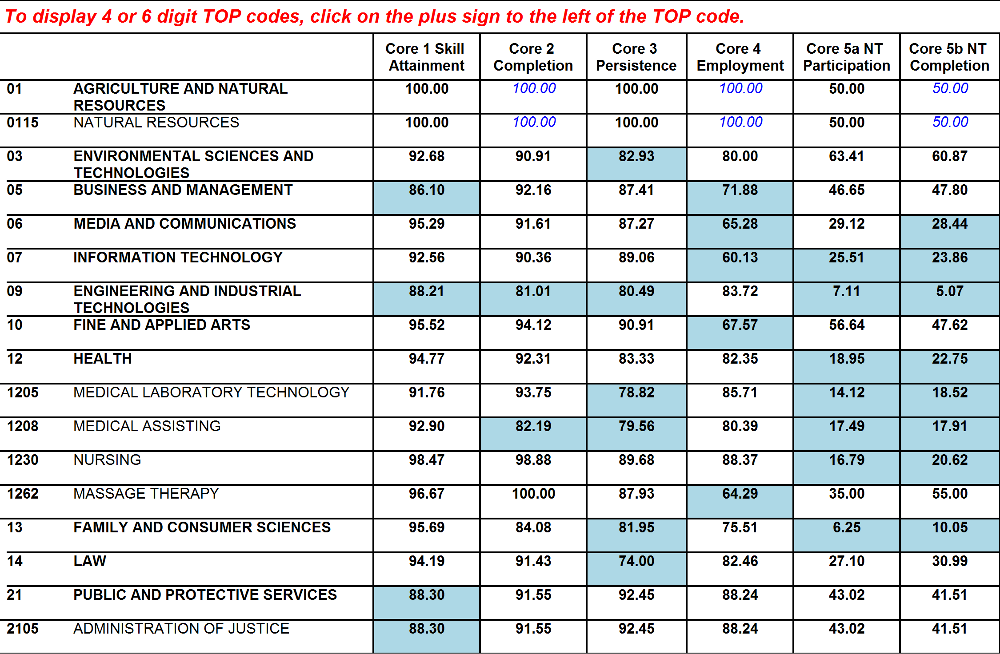 To display 4 or 6 digit TOP codes, click on the plus sign to the left of the TOP code.
Core 1 Skill Core 2 Core 3 Core 4 Core 5a NT Core 5b NT
Attainment Completion Persistence Employment Participation Completion
01 AGRICULTURE AND NATURAL 100.00 100.00 100.00 100.00 50.00 50.00
RESOURCES
0115 NATURAL RESOURCES 100.00 100.00 100.00 100.00 50.00 50.00
03 ENVIRONMENTAL SCIENCES AND 92.68 90.91 82.93 80.00 63.41 60.87
TECHNOLOGIES
05 BUSINESS AND MANAGEMENT 86.10 92.16 87.41 71.88 46.65 47.80
06 MEDIA AND COMMUNICATIONS 95.29 91.61 87.27 65.28 29.12 28.44
07 INFORMATION TECHNOLOGY 92.56 90.36 89.06 60.13 25.51 23.86
09 ENGINEERING AND INDUSTRIAL 88.21 81.01 80.49 83.72 7.11 5.07
TECHNOLOGIES
10 FINE AND APPLIED ARTS 95.52 94.12 90.91 67.57 56.64 47.62
12 HEALTH 94.77 92.31 83.33 82.35 18.95 22.75
1205 MEDICAL LABORATORY TECHNOLOGY 91.76 93.75 78.82 85.71 14.12 18.52
1208 MEDICAL ASSISTING 92.90 82.19 79.56 80.39 17.49 17.91
1230 NURSING 98.47 98.88 89.68 88.37 16.79 20.62
1262 MASSAGE THERAPY 96.67 100.00 87.93 64.29 35.00 55.00
13 FAMILY AND CONSUMER SCIENCES 95.69 84.08 81.95 75.51 6.25 10.05
14 LAW 94.19 91.43 74.00 82.46 27.10 30.99
21 PUBLIC AND PROTECTIVE SERVICES 88.30 91.55 92.45 88.24 43.02 41.51
2105 ADMINISTRATION OF JUSTICE 88.30 91.55 92.45 88.24 43.02 41.51